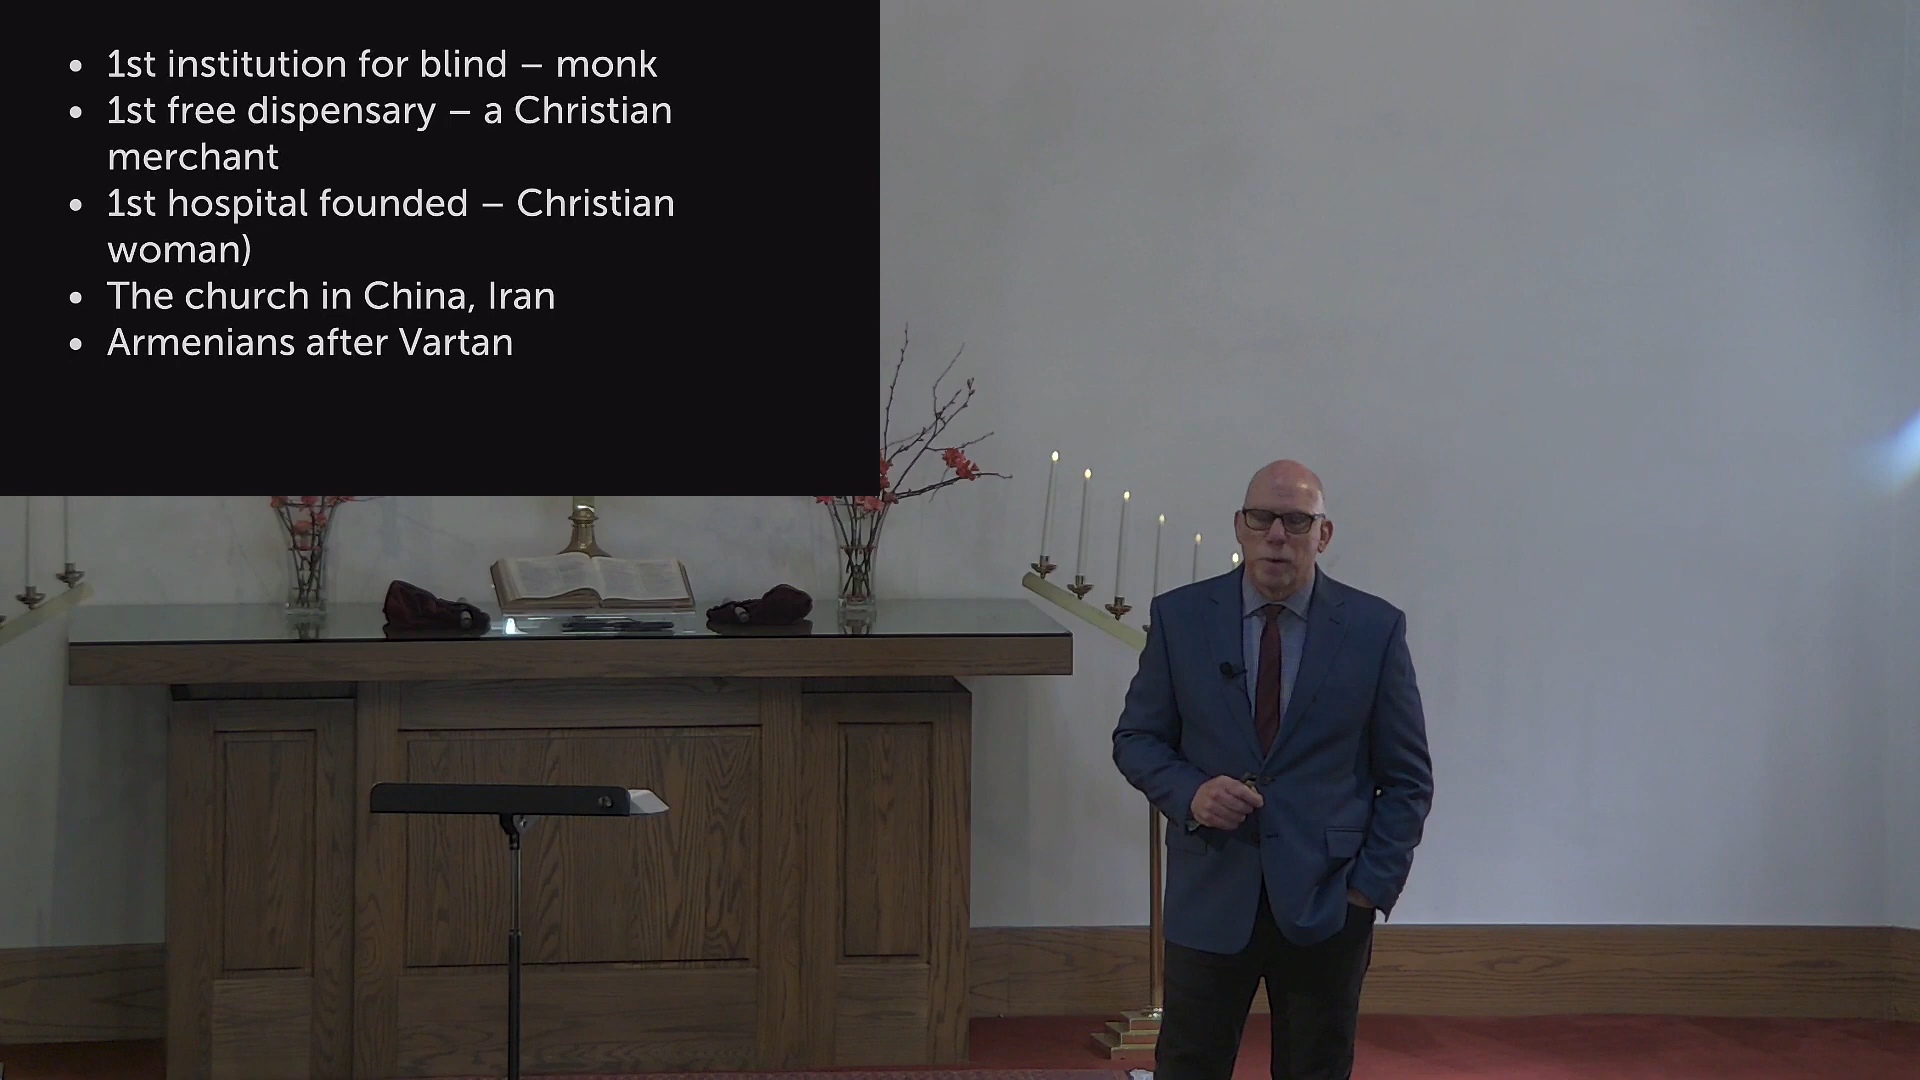 • 1st institution for blind – monk
• 1st free dispensary – a Christian
merchant
• 1st hospital founded – Christian
woman)
• The church in China, Iran
• Armenians after Vartan